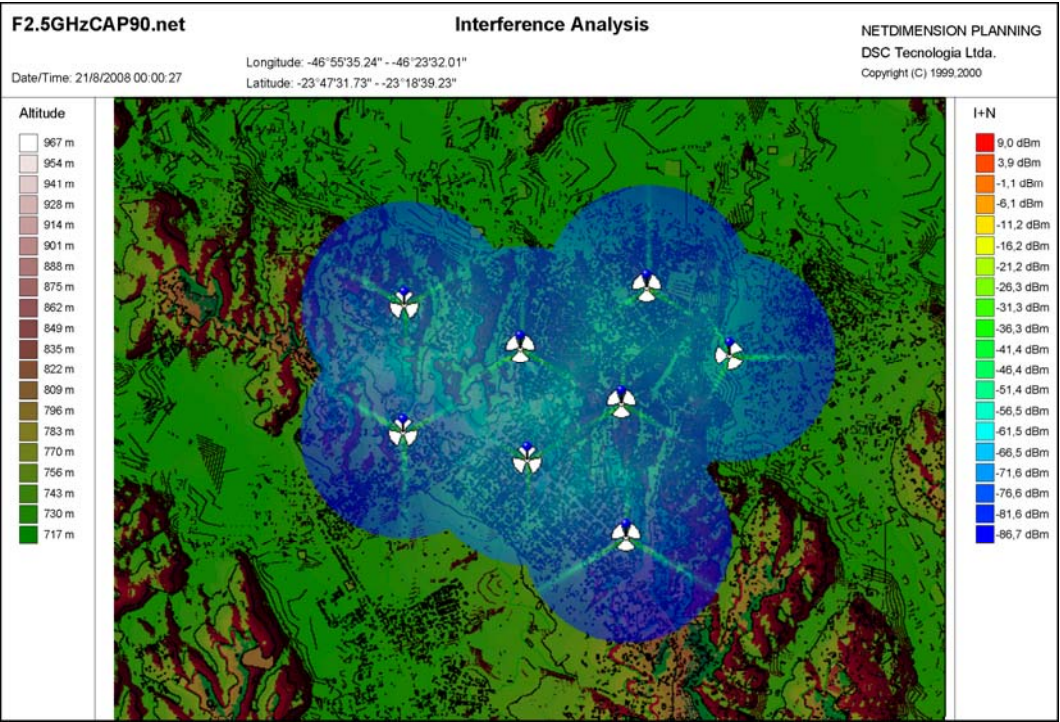 F2.5GHzCAP90.net
Interference Analysis
NETDIMENSION PLANNING
DSC Tecnologia Ltda.
Copyright (C) 1999,2000
Date/Time: 21/8/2008 00:00:27
Longitude: -46°55'35.24" - -46°23'32.01"
Latitude: -23°47'31.73" - -23°18'39.23"
Altitude
967 m
954 m
941 m
928 m
914 m
901 m
888 m
875 m
862 m
849 m
835 m
822 m
809 m
796 m
783 m
770 m
756 m
743 m
730 m
717 m
I+N
9,0 dBm
3,9 dBm
-1,1 dBm
-6,1 dBm
-11,2 dBm
-16,2 dBm
-21,2 dBm
-26,3 dBm
-31,3 dBm
-36,3 dBm
-41,4 dBm
-46,4 dBm
-51,4 dBm
-56,5 dBm
-61,5 dBm
-66,5 dBm
-71,6 dBm
-76,6 dBm
-81,6 dBm
-86,7 dBm